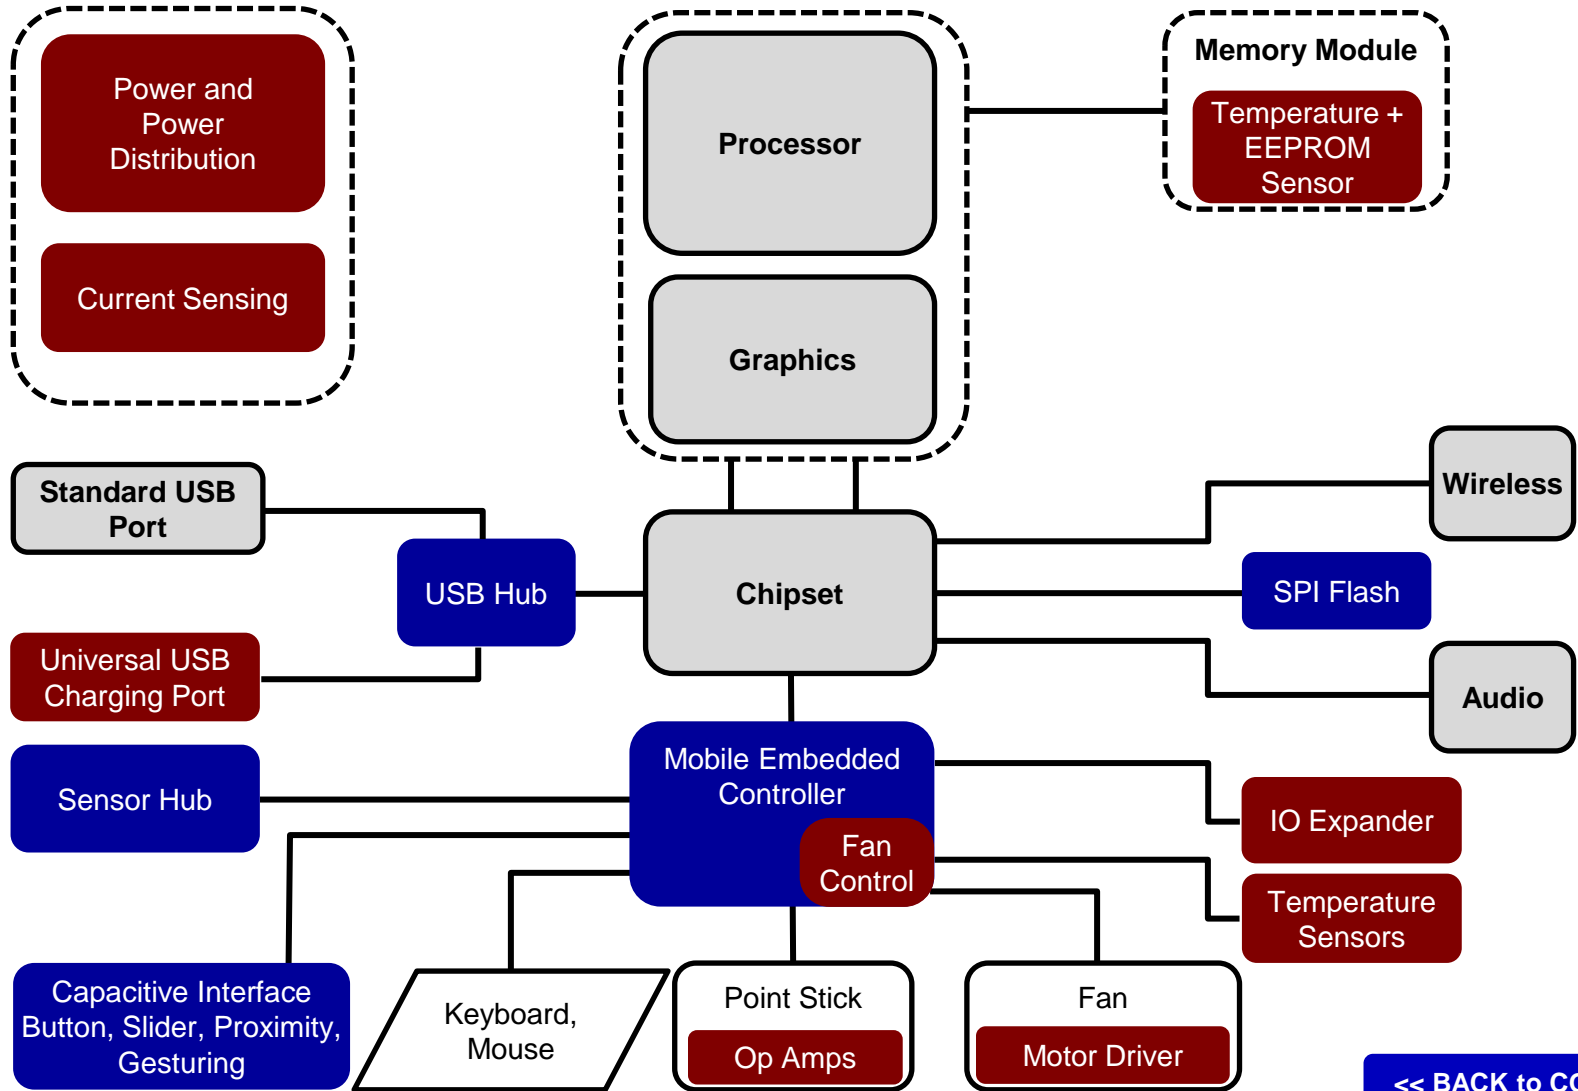 Power and
Power
Distribution
Current Sensing
Processor
Graphics
Memory Module
Temperature +
EEPROM
Sensor
Standard USB
Port
USB Hub
Universal USB
Charging Port
Chipset
Wireless
SPI Flash
Audio
Sensor Hub
Mobile Embedded
Controller
Fan
Control
IO Expander
Temperature
Sensors
Capacitive Interface
Button, Slider, Proximity,
Gesturing
Keyboard,
Mouse
Point Stick
Op Amps
Fan
Motor Driver
<< BACK to